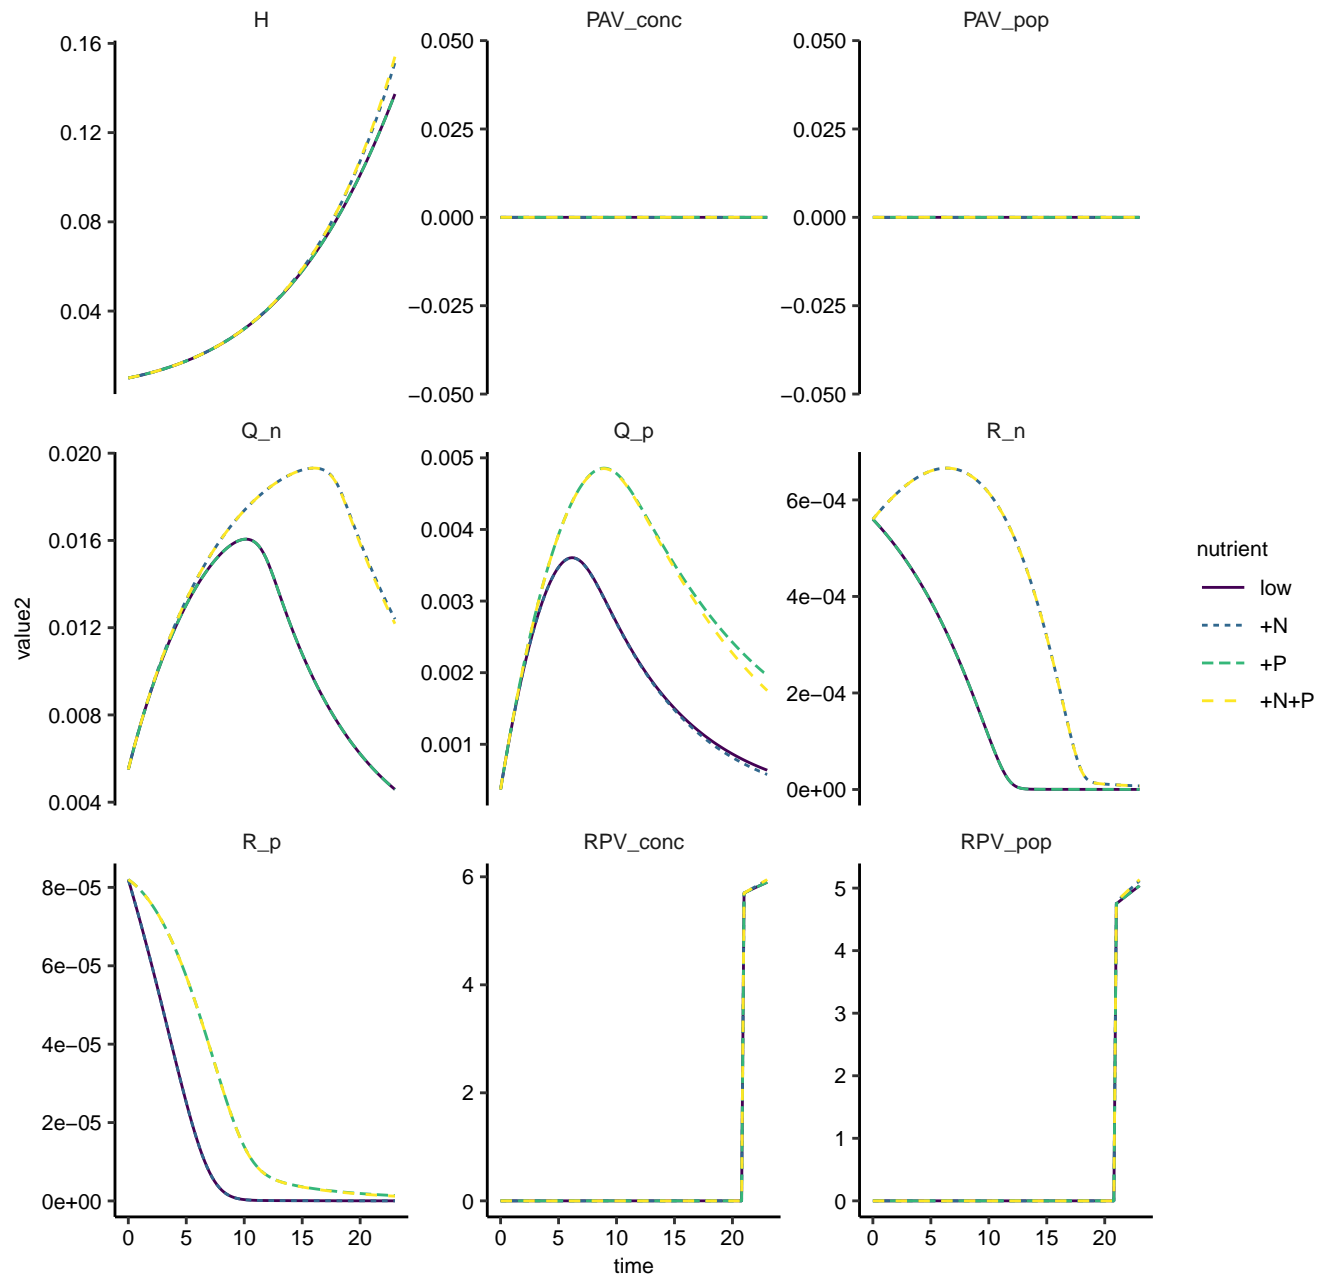 H
PAV_conc
PAV_pop
0.16
0.12
0.08
0.04
0.050
0.025
0.000
−0.025
−0.050
0.050
0.025
0.000
−0.025
−0.050
Q_n
Q_p
R_n
0.020
0.016
0.012
0.008
0.004
0.005
0.004
0.003
0.002
0.001
6e−04
4e−04
2e−04
0e+00
value2
nutrient
low
+N
+P
+N+P
R_p
RPV_conc
RPV_pop
8e−05
6e−05
4e−05
2e−05
0e+00
6
4
2
0
5
4
3
2
1
0
0 5 10 15 20
0 5 10 15 20
0 5 10 15 20
time